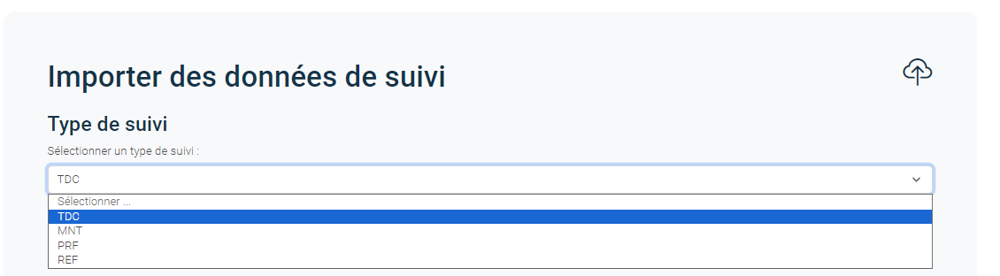 Importer des données de suivi
Type de suivi
Sélectionner un type de suivi :
TDC
Sélectionner ...
TDC
MNT
PRF
REF